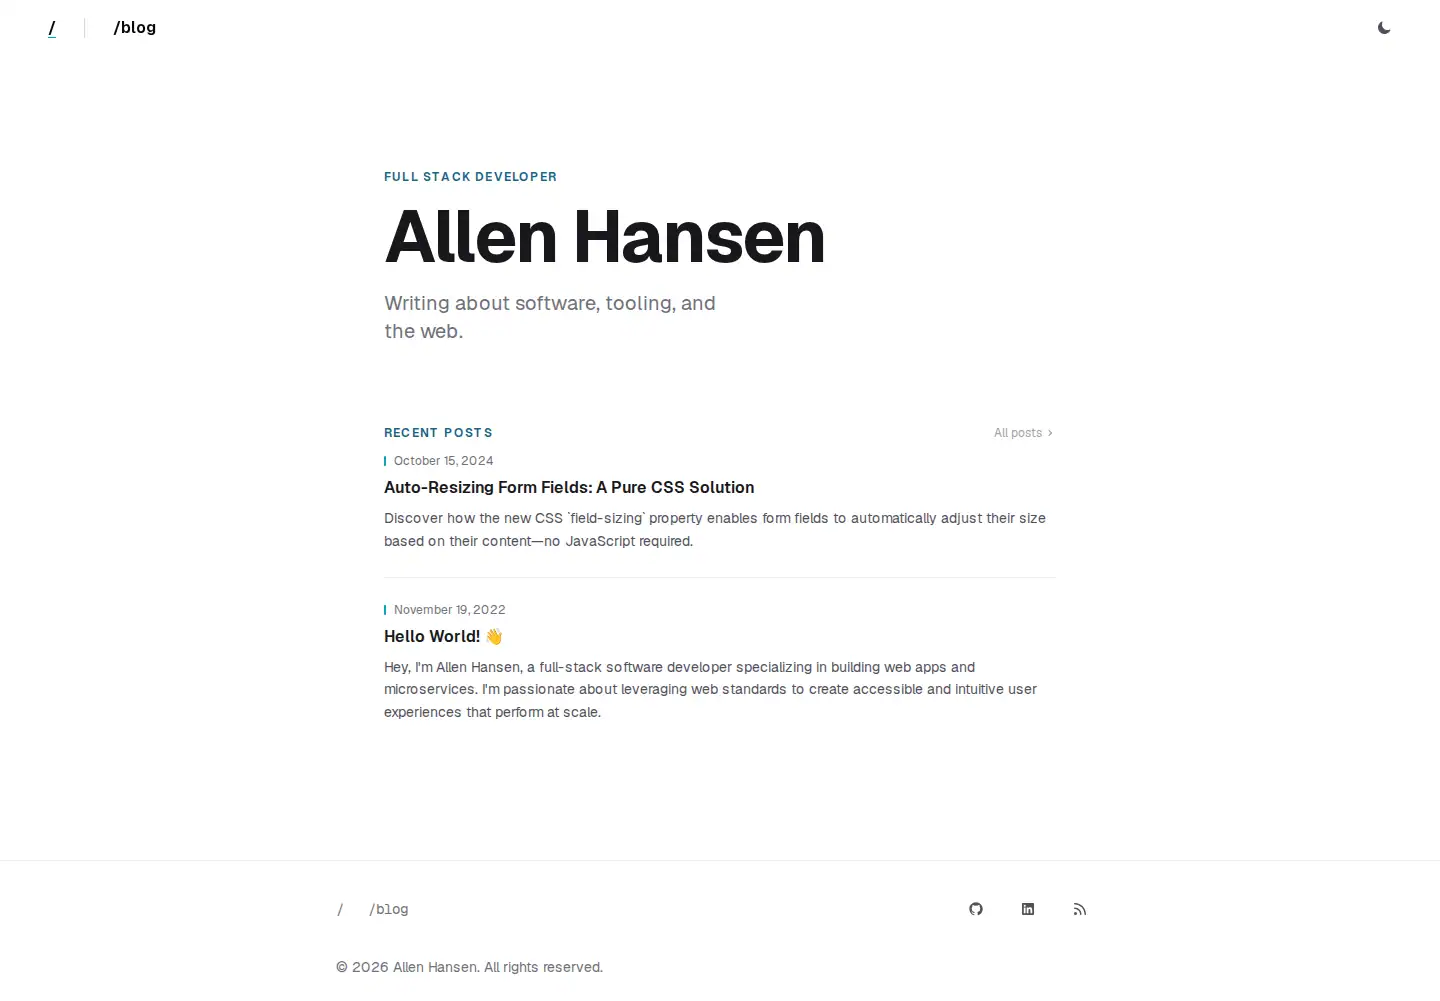 /
/blog
FULL STACK DEVELOPER
Allen Hansen
Writing about software, tooling, and
the web.
RECENT POSTS
All posts ›
October 15, 2024
Auto-Resizing Form Fields: A Pure CSS Solution
Discover how the new CSS `field-sizing` property enables form fields to automatically adjust their size
based on their content—no JavaScript required.
November 19, 2022
Hello World! 👋
Hey, I'm Allen Hansen, a full-stack software developer specializing in building web apps and
microservices. I'm passionate about leveraging web standards to create accessible and intuitive user
experiences that perform at scale.
/
/blog
© 2026 Allen Hansen. All rights reserved.